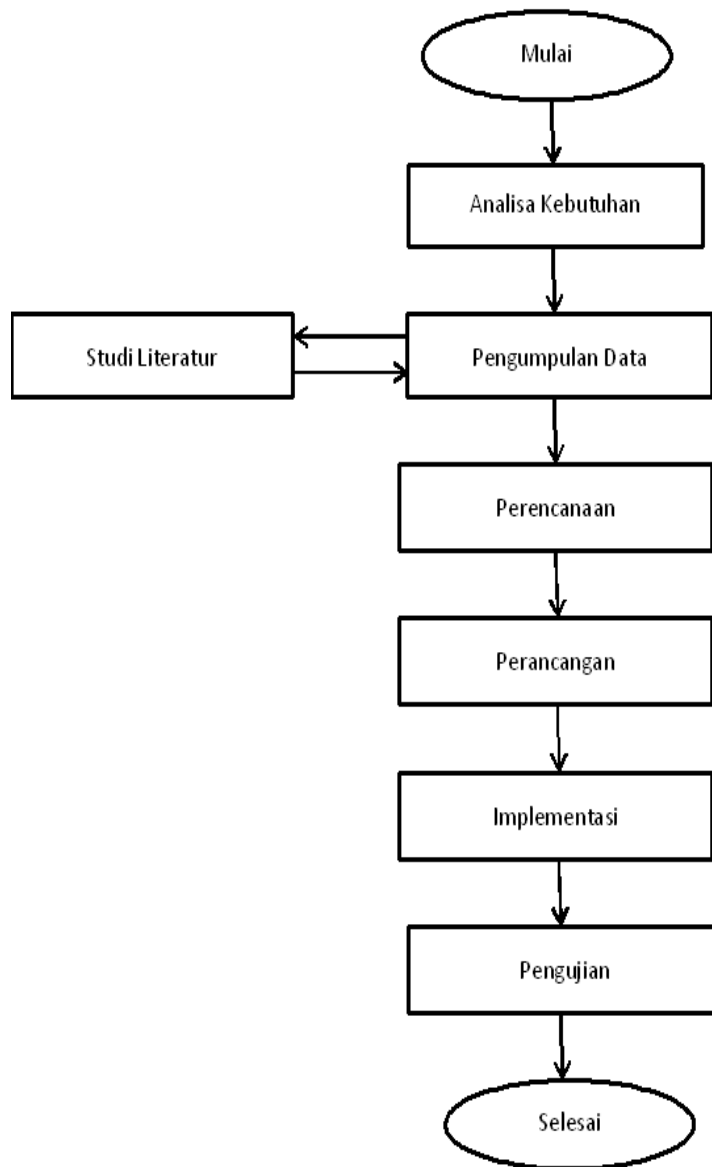 Mulai
Analisa Kebutuhan
Studi Literatur
Pengumpulan Data
Perencanaan
Perancangan
Implementasi
Pengujian
Selesai